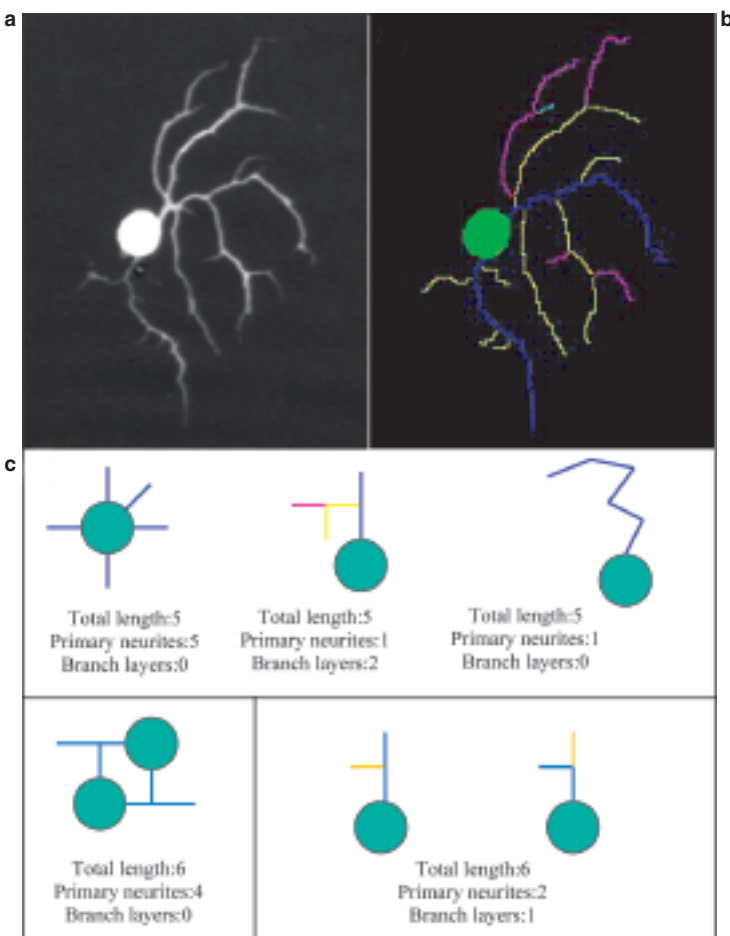 a
b
c
Total length:5
Primary neurites:5
Branch layers:0
Total length:5
Primary neurites:1
Branch layers:2
Total length:5
Primary neurites:1
Branch layers:0
Total length:6
Primary neurites:4
Branch layers:0
Total length:6
Primary neurites:2
Branch layers:1